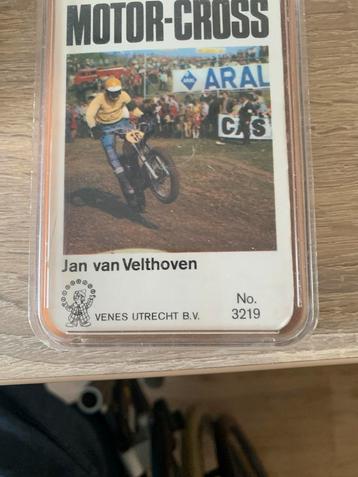 MOTOR-CROSS
ARAL
ARAL
CAS
Jan van Velthoven
VENES UTRECHT B.V.
No.
3219